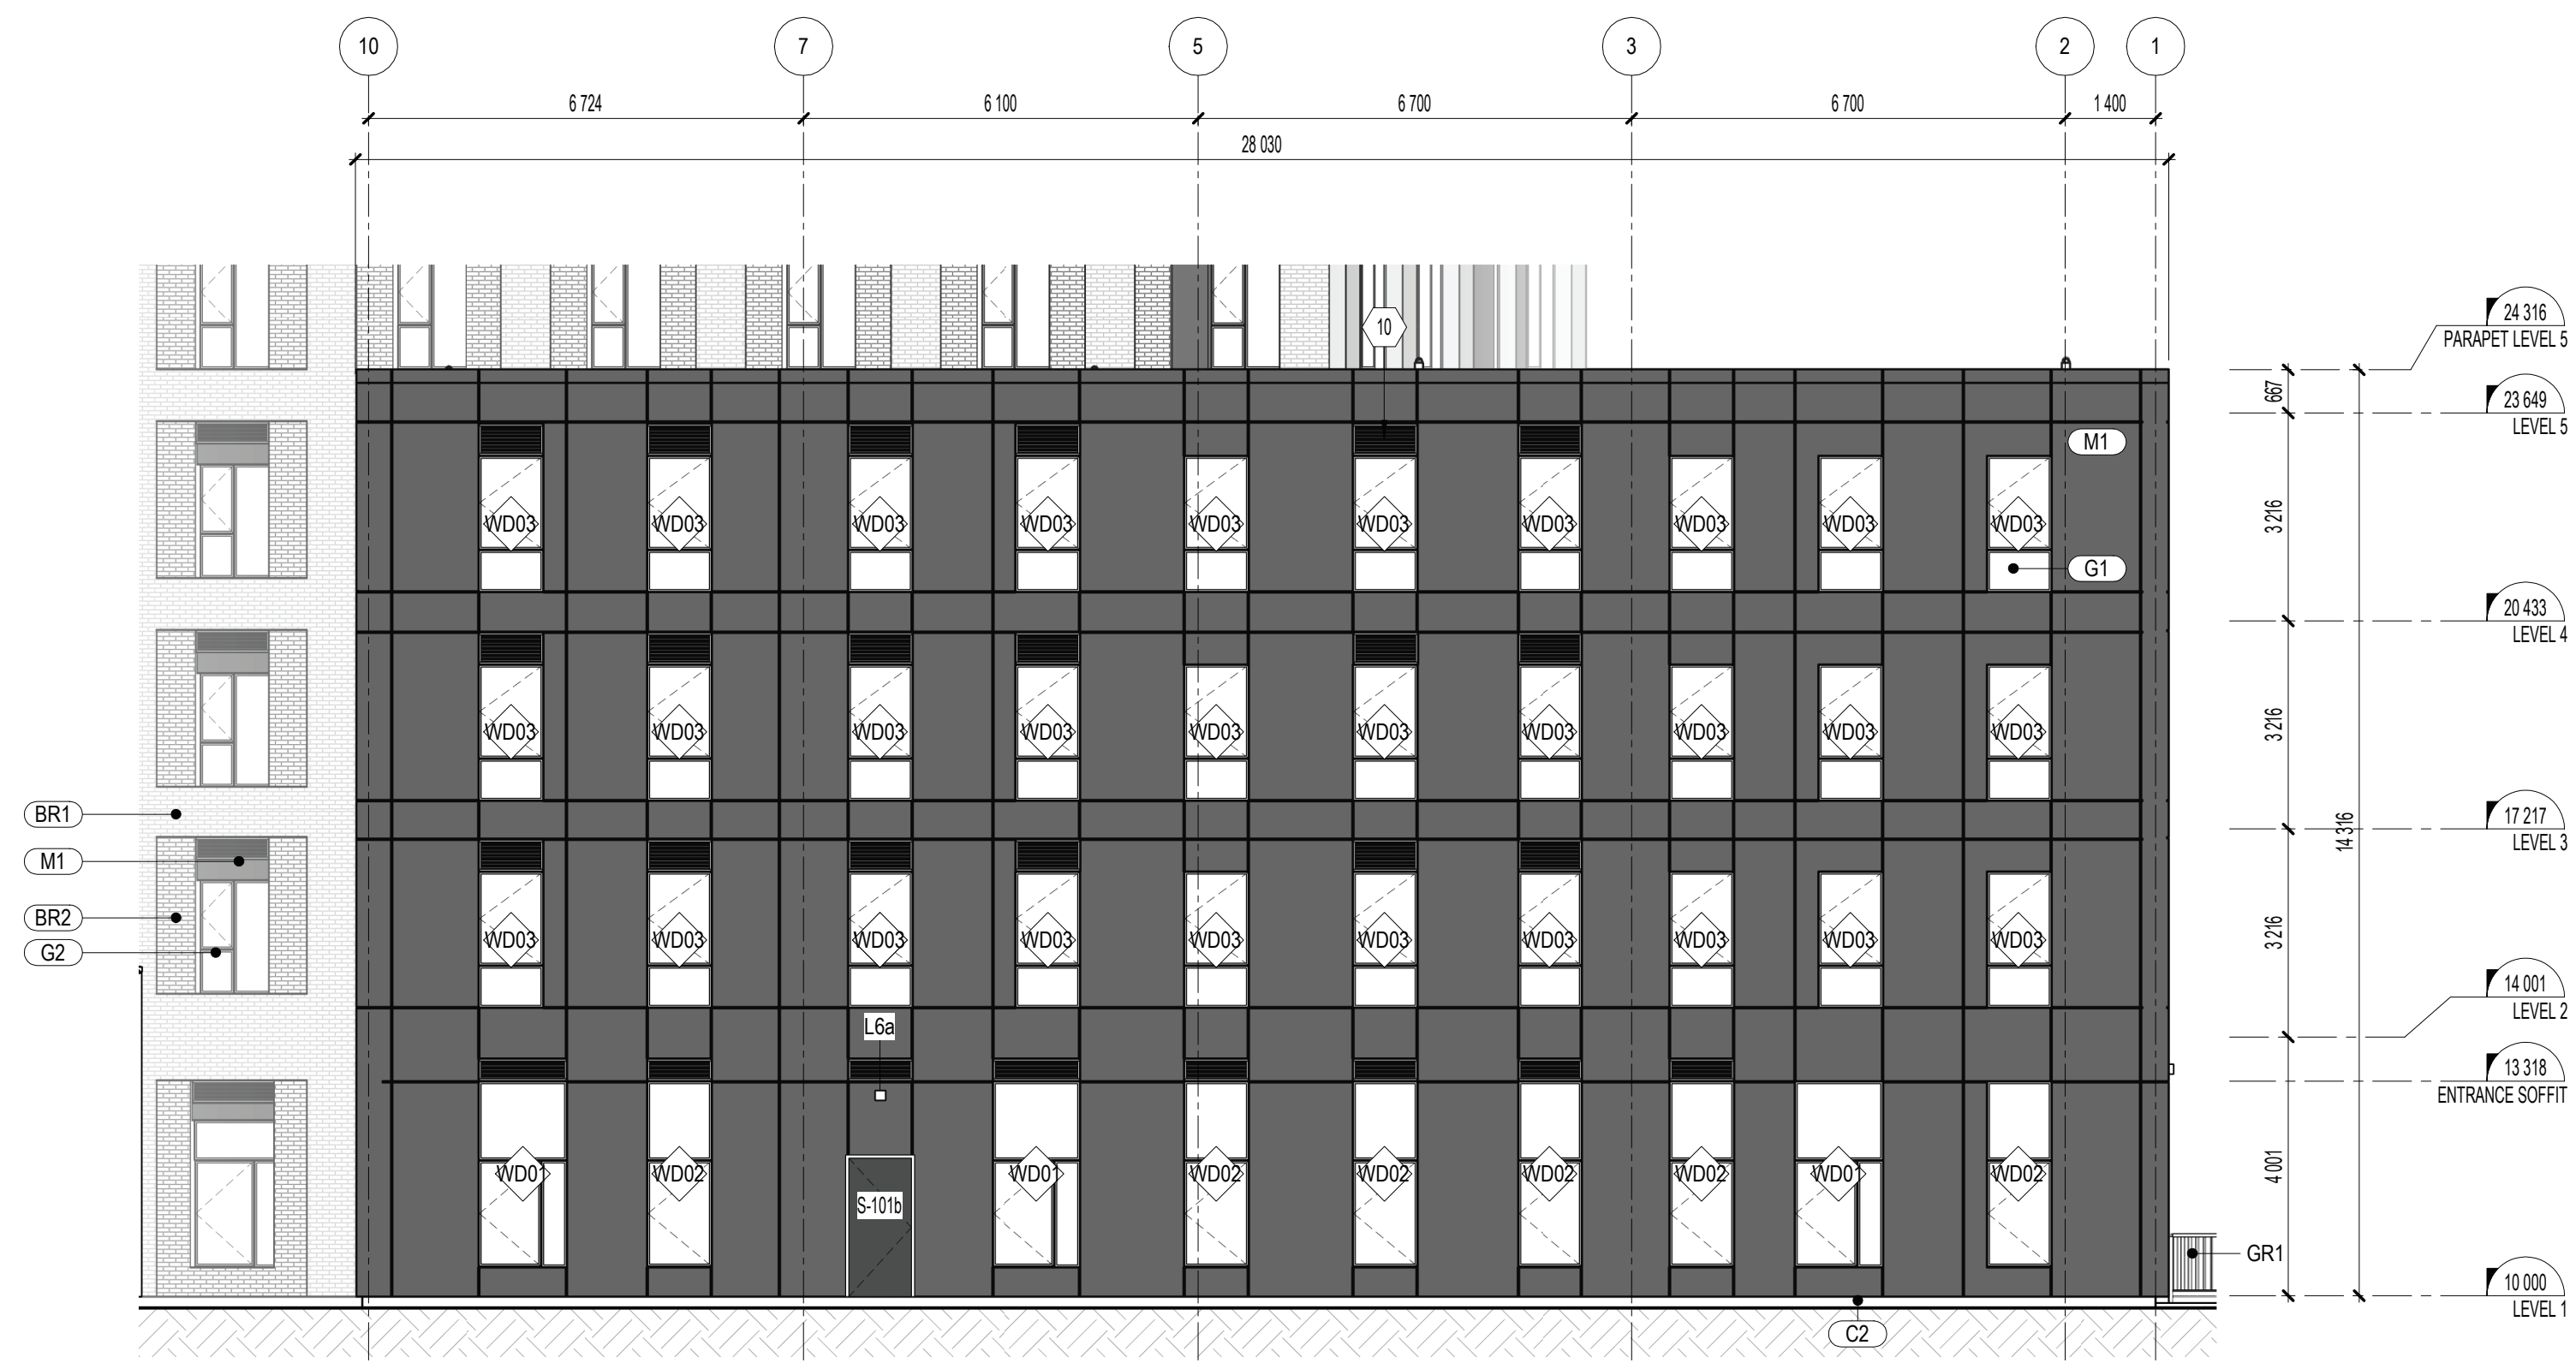 10 7 5 3 2 1
6 724 6 100 6 700 6 700 1 400
28 030
10
24 316
PARAPET LEVEL 5
667
23 649
LEVEL 5
M1
WD03 WD03 WD03 WD03 WD03 WD03 WD03 WD03 WD03 WD03
3 216
G1
20 433
LEVEL 4
WD03 WD03 WD03 WD03 WD03 WD03 WD03 WD03 WD03 WD03
3 216
BR1
17 217
LEVEL 3
14 316
M1
BR2
WD03 WD03 WD03 WD03 WD03 WD03 WD03 WD03 WD03 WD03
3 216
G2
14 001
LEVEL 2
L6a
13 318
ENTRANCE SOFFIT
WD01 WD02 WD01 WD02 WD02 WD02 WD02 WD01 WD02
4 001
S-101b
GR1
10 000
LEVEL 1
C2